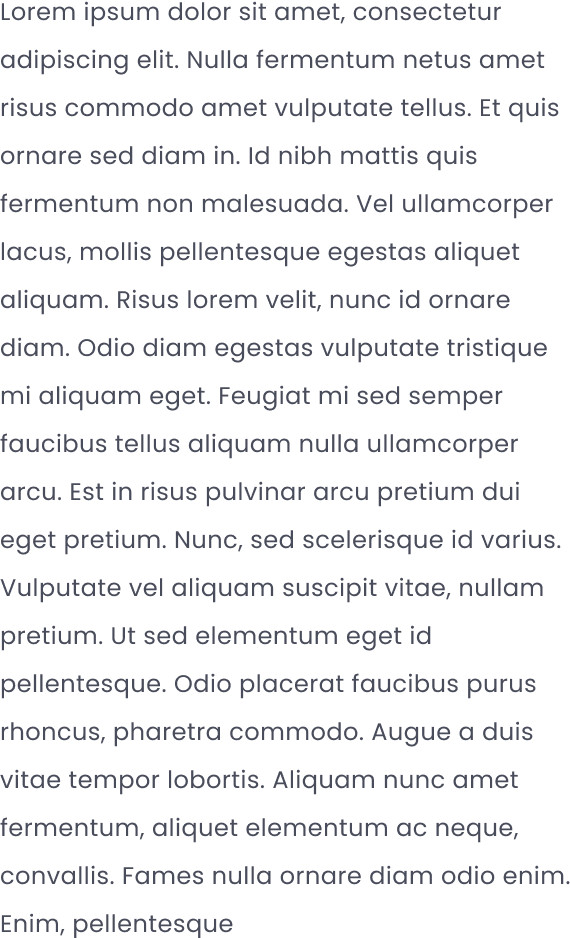 Lorem ipsum dolor sit amet, consectetur
adipiscing elit. Nulla fermentum netus amet
risus commodo amet vulputate tellus. Et quis
ornare sed diam in. Id nibh mattis quis
fermentum non malesuada. Vel ullamcorper
lacus, mollis pellentesque egestas aliquet
aliquam. Risus lorem velit, nunc id ornare
diam. Odio diam egestas vulputate tristique
mi aliquam eget. Feugiat mi sed semper
faucibus tellus aliquam nulla ullamcorper
arcu. Est in risus pulvinar arcu pretium dui
eget pretium. Nunc, sed scelerisque id varius.
Vulputate vel aliquam suscipit vitae, nullam
pretium. Ut sed elementum eget id
pellentesque. Odio placerat faucibus purus
rhoncus, pharetra commodo. Augue a duis
vitae tempor lobortis. Aliquam nunc amet
fermentum, aliquet elementum ac neque,
convallis. Fames nulla ornare diam odio enim.
Enim, pellentesque